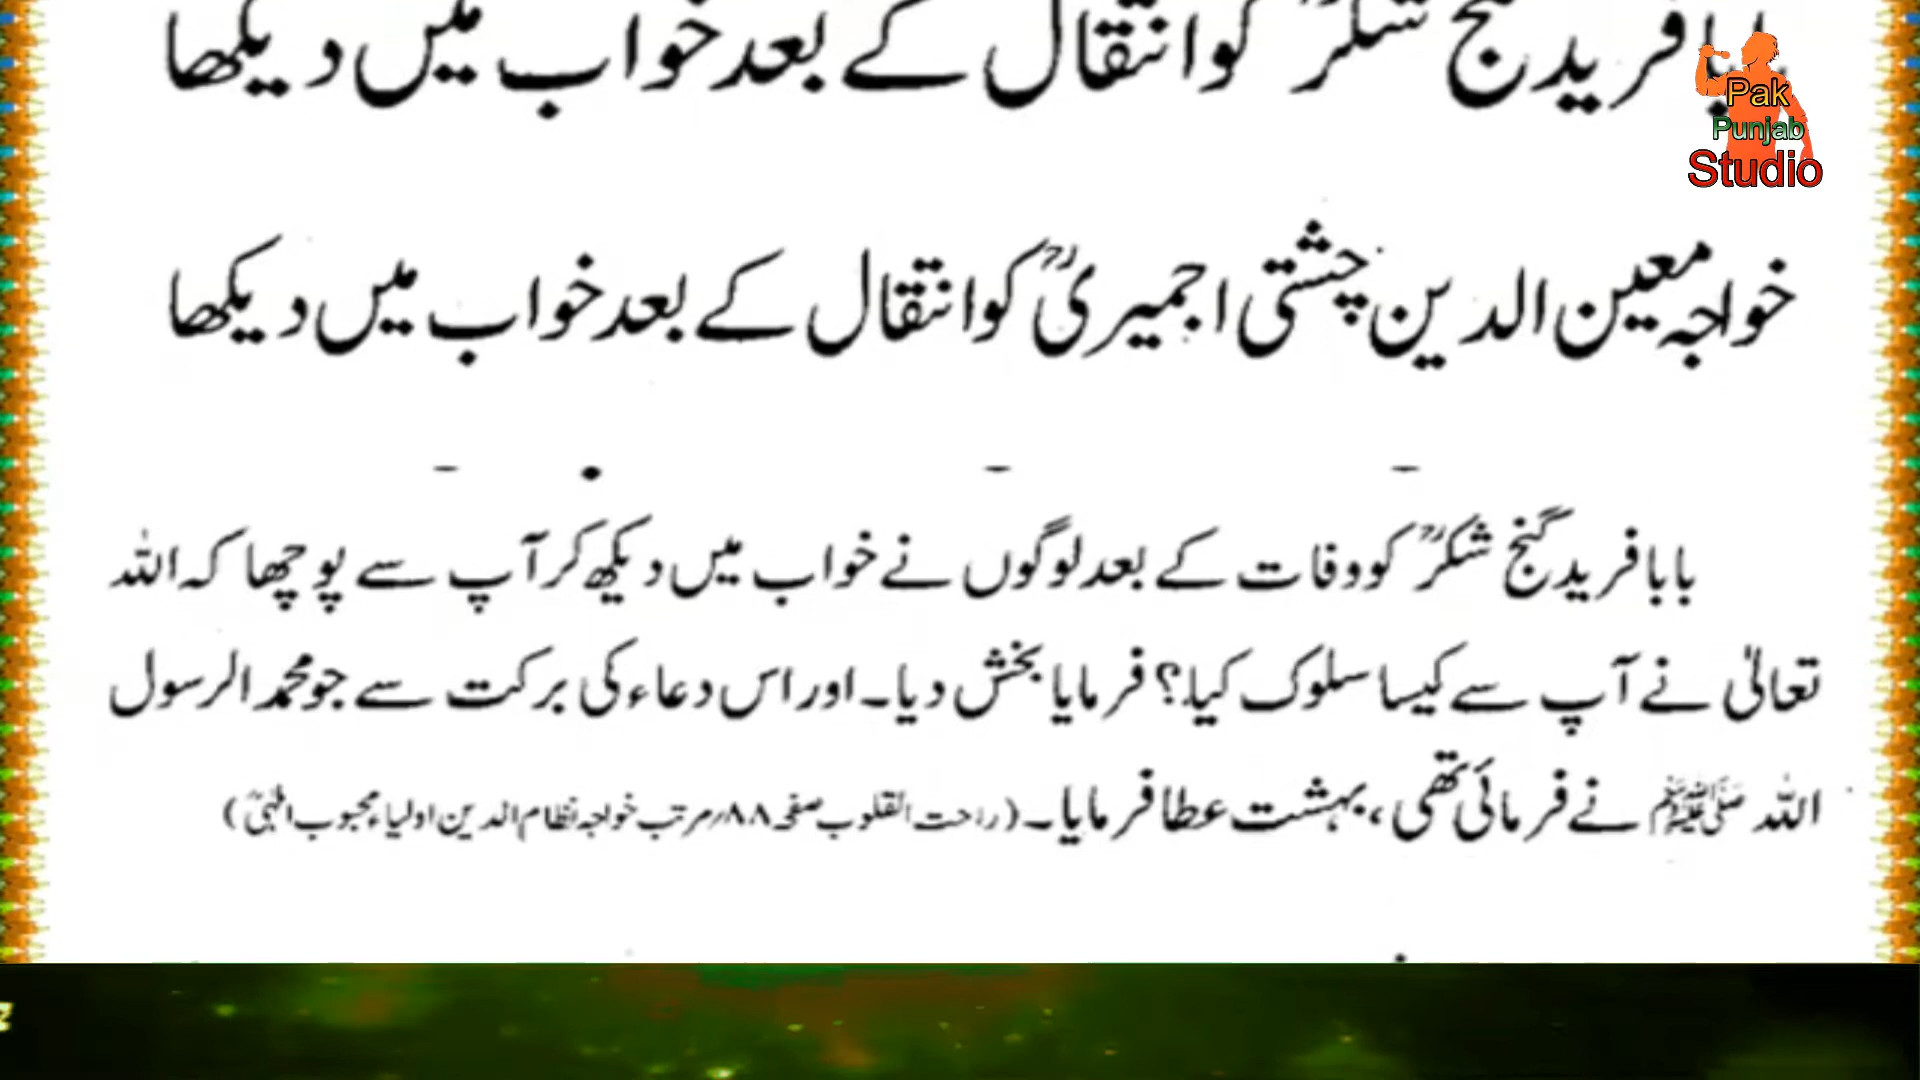 بابا فرید گنج شکرؒ کو انتقال کے بعد خواب میں دیکھا
Pak
Punjab
Studio
خواجہ معین الدین چشتی اجمیریؒ کو انتقال کے بعد خواب میں دیکھا
بابا فرید گنج شکرؒ کو وفات کے بعد لوگوں نے خواب میں دیکھ کر آپ سے پوچھا کہ اللہ
تعالیٰ نے آپ سے کیسا سلوک کیا؟ فرمایا بخش دیا۔ اور اس دعاء کی برکت سے جو محمد الرسول
اللہ ﷺ نے فرمائی تھی، بہشت عطا فرمایا۔ (راحت القلوب صفحہ ۸۸ مرتب خواجہ نظام الدین اولیاء محبوب الٰہیؒ)